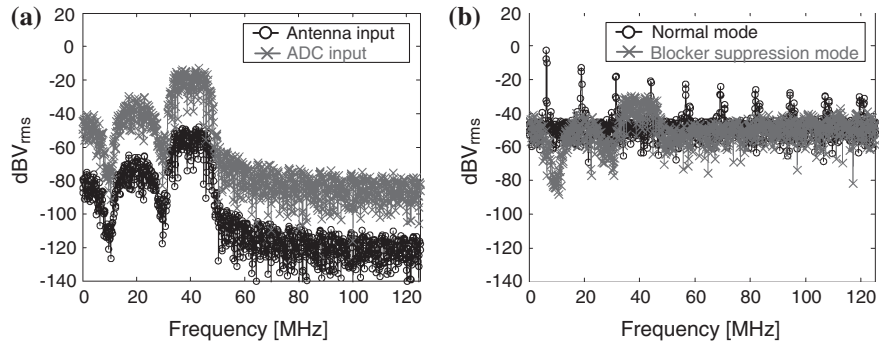 (a)
20
0
-20
-40
-60
-80
-100
-120
-140
dBVrms
0 20 40 60 80 100 120
Frequency [MHz]
Antenna input
ADC input
(b)
20
0
-20
-40
-60
-80
-100
-120
-140
dBVrms
0 20 40 60 80 100 120
Frequency [MHz]
Normal mode
Blocker suppression mode